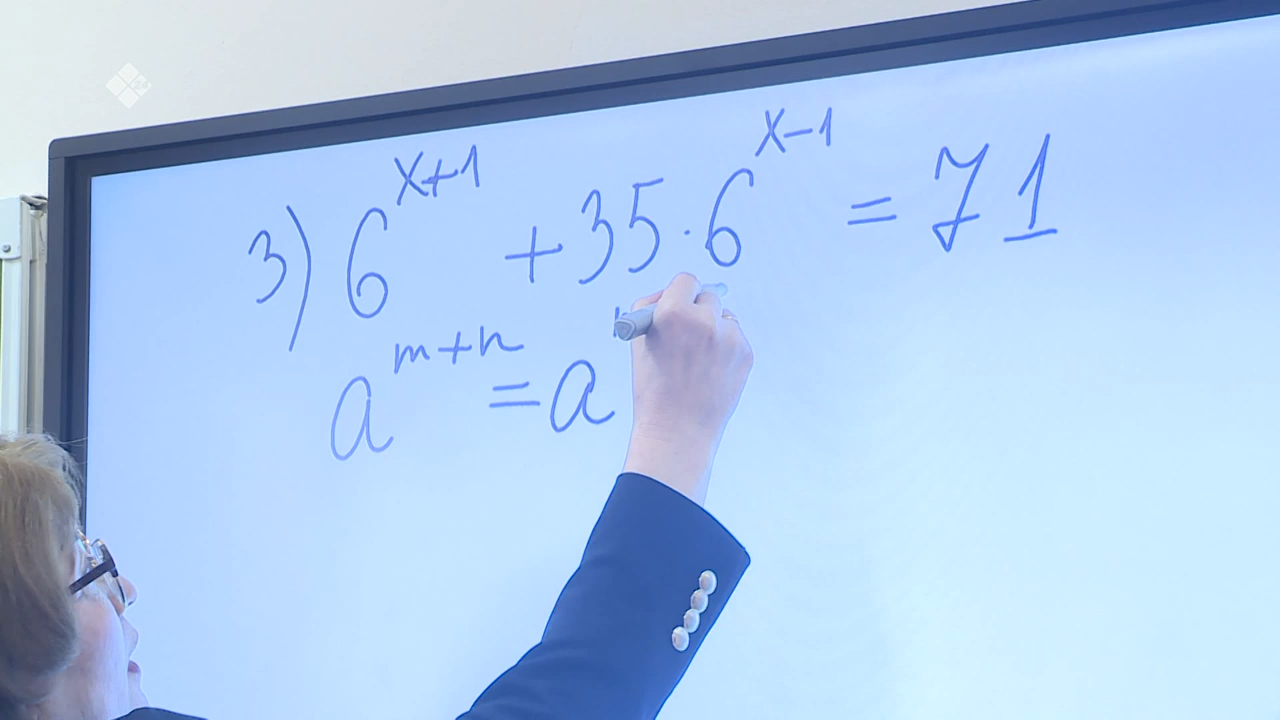 3) 6^{x+1} + 35·6^{x-1} = 71
a^{m+n} = a